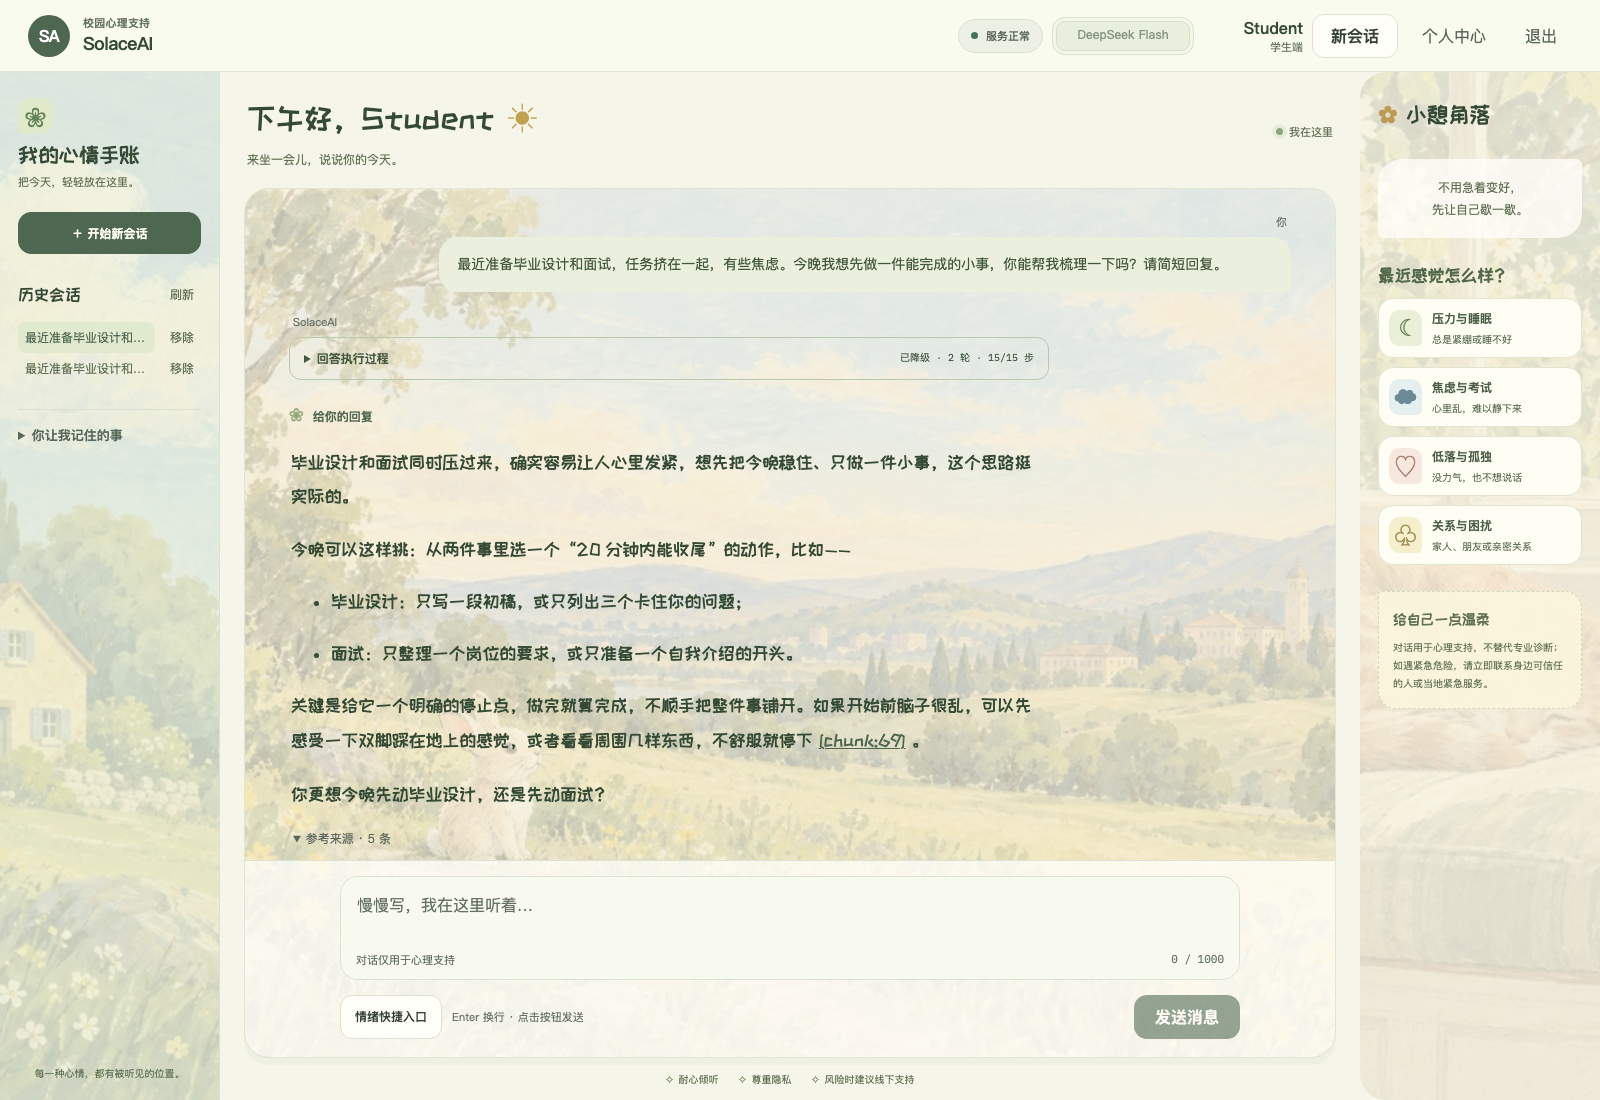 SA
校园心理支持
SolaceAI
服务正常
DeepSeek Flash
Student
学生端
新会话
个人中心
退出
我的心情手账
把今天，轻轻放在这里。
+ 开始新会话
历史会话
刷新
最近准备毕业设计和...
移除
最近准备毕业设计和...
移除
▶ 你让我记住的事
每一种心情，都有被听见的位置。
下午好，Student
来坐一会儿，说说你的今天。
我在这里
你
最近准备毕业设计和面试，任务挤在一起，有些焦虑。今晚我想先做一件能完成的小事，你能帮我梳理一下吗？请简短回复。
SolaceAI
▶ 回答执行过程
已降级 · 2 轮 · 15/15 步
给你的回复
毕业设计和面试同时压过来，确实容易让人心里发紧，想先把今晚稳住、只做一件小事，这个思路挺
实际的。
今晚可以这样挑：从两件事里选一个“20 分钟内能收尾”的动作，比如——
• 毕业设计：只写一段初稿，或只列出三个卡住你的问题；
• 面试：只整理一个岗位的要求，或只准备一个自我介绍的开头。
关键是给它一个明确的停止点，做完就算完成，不顺手把整件事铺开。如果开始前脑子很乱，可以先
感受一下双脚踩在地上的感觉，或者看看周围几样东西，不舒服就停下 [chunk:69] 。
你更想今晚先动毕业设计，还是先动面试？
▼ 参考来源 · 5 条
慢慢写，我在这里听着...
对话仅用于心理支持
0 / 1000
情绪快捷入口
Enter 换行 · 点击按钮发送
发送消息
✧ 耐心倾听
✧ 尊重隐私
✧ 风险时建议线下支持
小憩角落
不用急着变好，
先让自己歇一歇。
最近感觉怎么样？
压力与睡眠
总是紧绷或睡不好
焦虑与考试
心里乱，难以静下来
低落与孤独
没力气，也不想说话
关系与困扰
家人、朋友或亲密关系
给自己一点温柔
对话用于心理支持，不替代专业诊断；
如遇紧急危险，请立即联系身边可信任
的人或当地紧急服务。